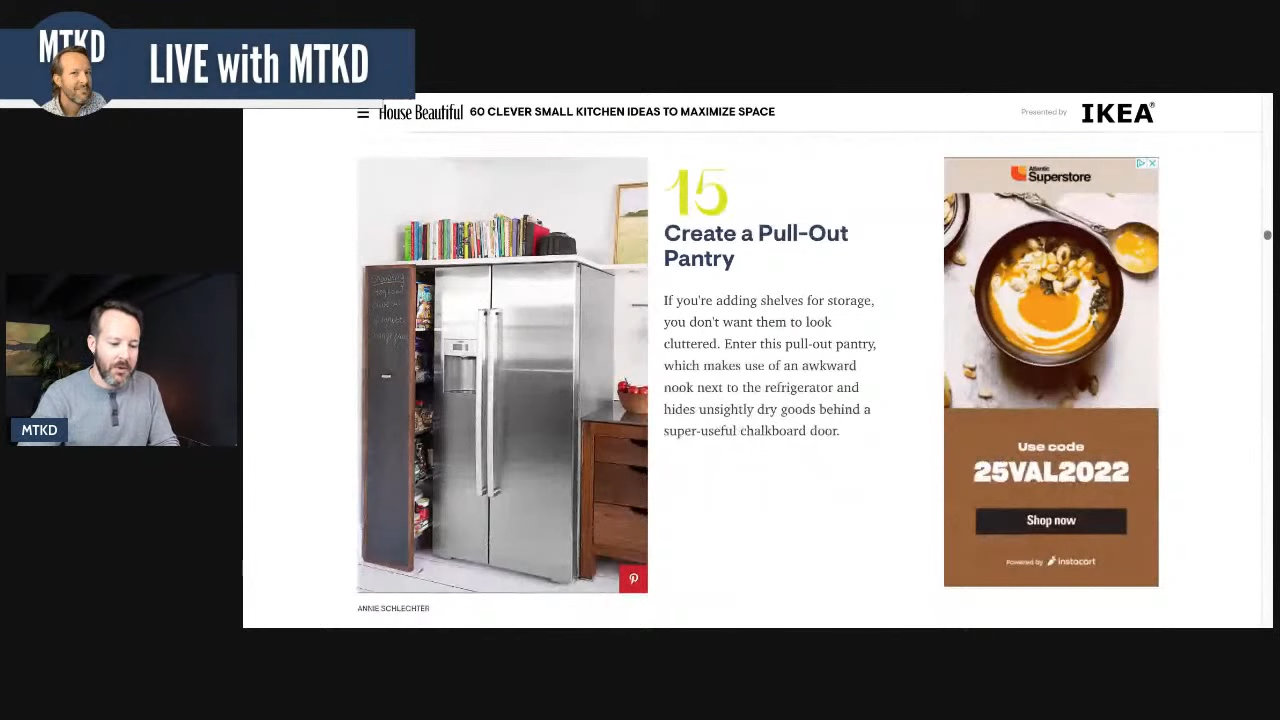 MTKD
LIVE with MTKD
House Beautiful 60 CLEVER SMALL KITCHEN IDEAS TO MAXIMIZE SPACE
Presented by IKEA®
15
Create a Pull-Out
Pantry
If you're adding shelves for storage,
you don't want them to look
cluttered. Enter this pull-out pantry,
which makes use of an awkward
nook next to the refrigerator and
hides unsightly dry goods behind a
super-useful chalkboard door.
ANNIE SCHLECHTER
Atlantic
Superstore
Use code
25VAL2022
Shop now
Powered by instacart
MTKD